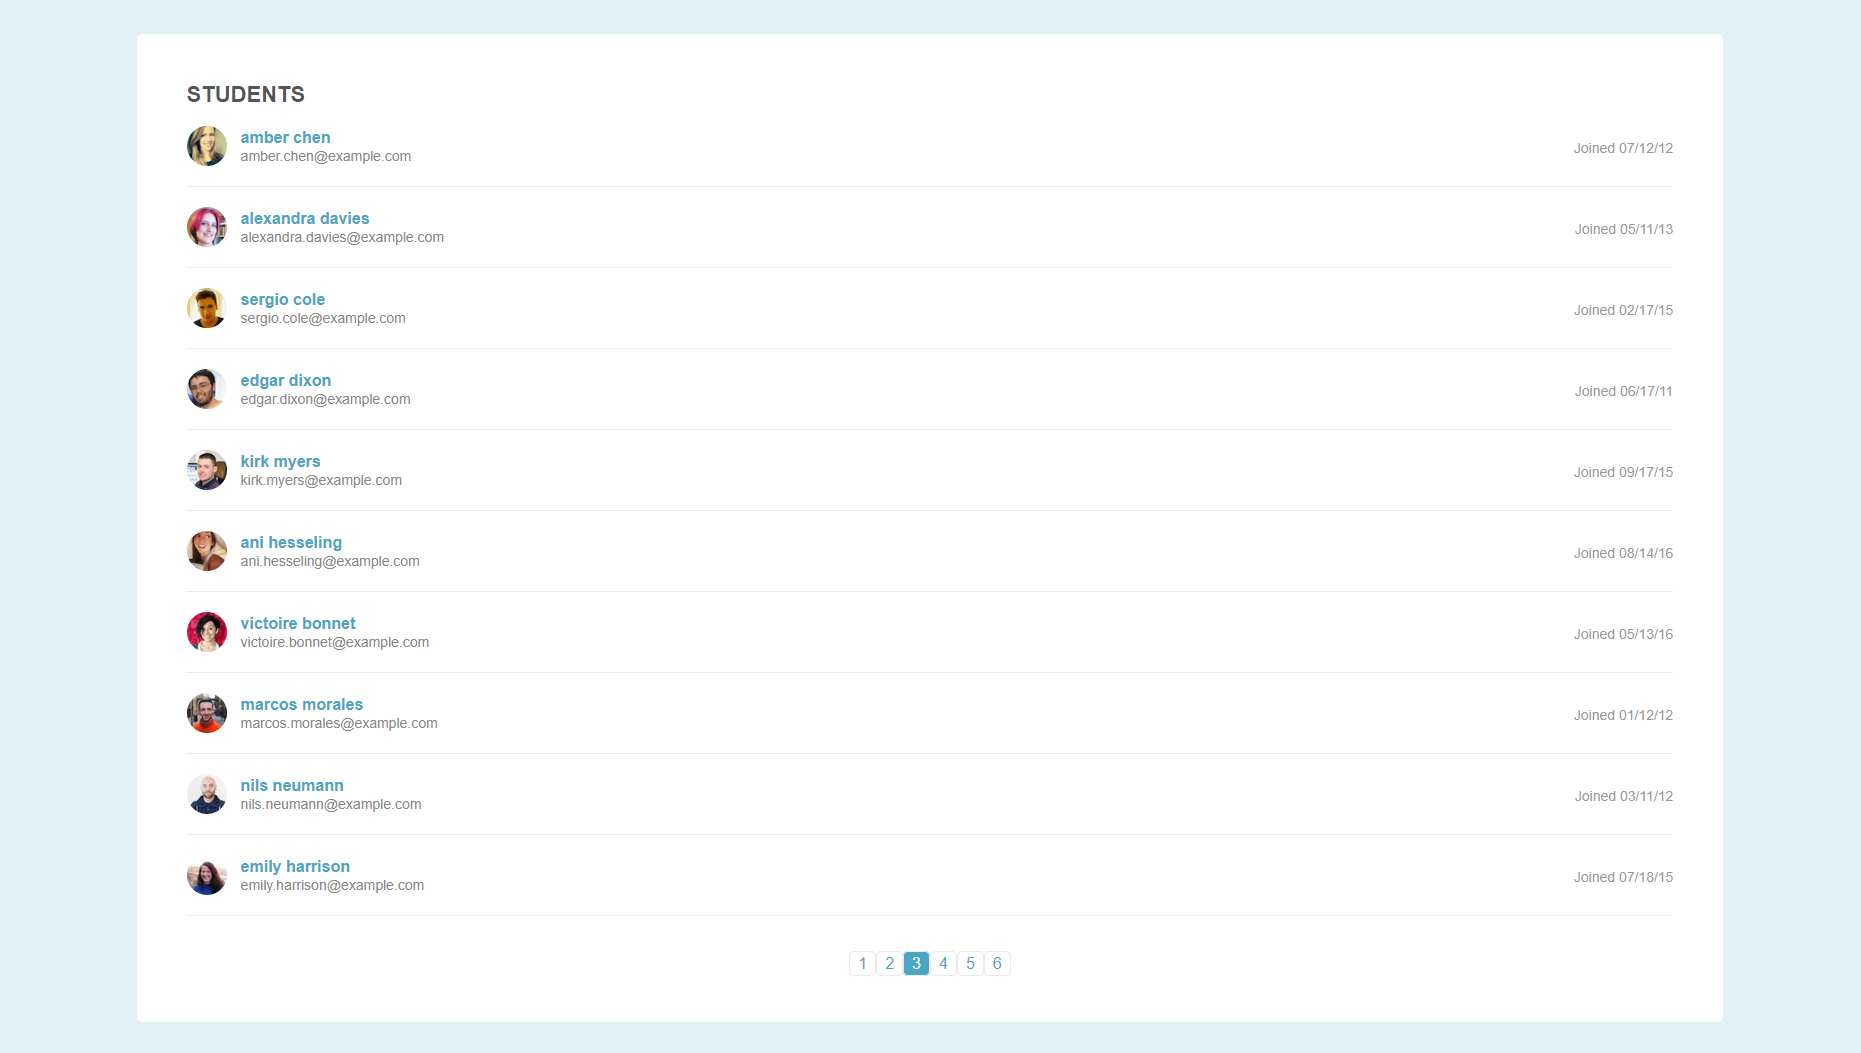 STUDENTS
amber chen
amber.chen@example.com
Joined 07/12/12
alexandra davies
alexandra.davies@example.com
Joined 05/11/13
sergio cole
sergio.cole@example.com
Joined 02/17/15
edgar dixon
edgar.dixon@example.com
Joined 06/17/11
kirk myers
kirk.myers@example.com
Joined 09/17/15
ani hesseling
ani.hesseling@example.com
Joined 08/14/16
victoire bonnet
victoire.bonnet@example.com
Joined 05/13/16
marcos morales
marcos.morales@example.com
Joined 01/12/12
nils neumann
nils.neumann@example.com
Joined 03/11/12
emily harrison
emily.harrison@example.com
Joined 07/18/15
1 2 3 4 5 6